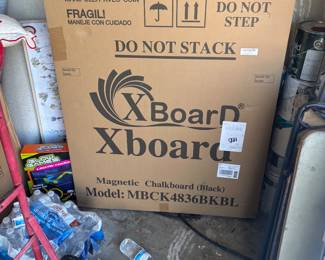 FRAGIL!
MANEJE CON CUIDADO
DO NOT
STEP
DO NOT STACK
XBoarD
Xboard
Magnetic Chalkboard (Black)
Model: MBCK4836BKBL